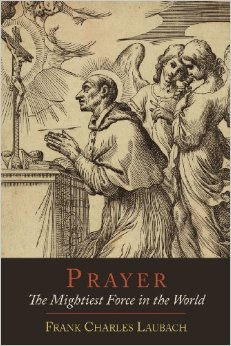 PRAYER
The Mightiest Force in the World
FRANK CHARLES LAUBACH